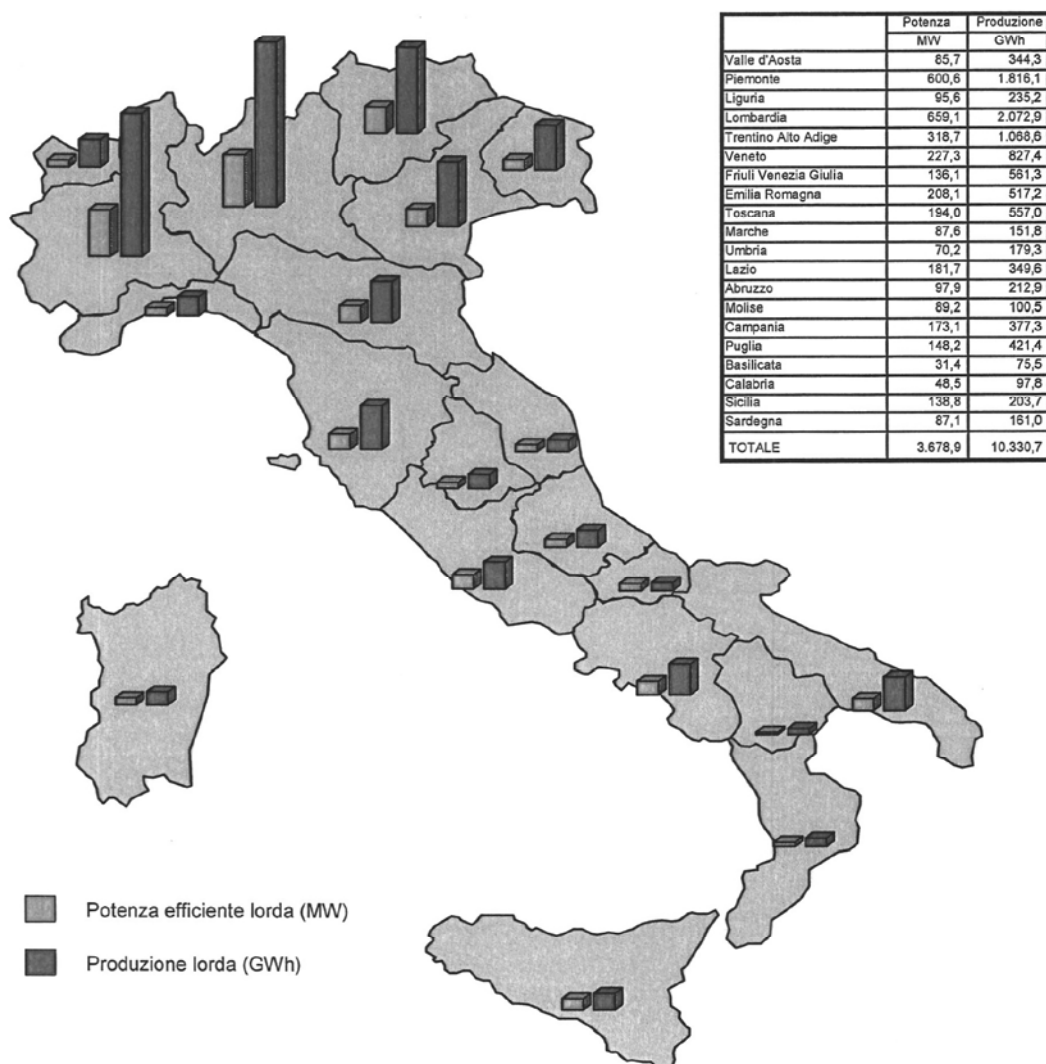 Potenza Produzione
MW GWh
Valle d'Aosta 85,7 344,3
Piemonte 600,6 1.816,1
Liguria 95,6 235,2
Lombardia 659,1 2.072,9
Trentino Alto Adige 318,7 1.068,6
Veneto 227,3 827,4
Friuli Venezia Giulia 136,1 561,3
Emilia Romagna 208,1 517,2
Toscana 194,0 557,0
Marche 87,6 151,8
Umbria 70,2 179,3
Lazio 181,7 349,6
Abruzzo 97,9 212,9
Molise 89,2 100,5
Campania 173,1 377,3
Puglia 148,2 421,4
Basilicata 31,4 75,5
Calabria 48,5 97,8
Sicilia 138,8 203,7
Sardegna 87,1 161,0
TOTALE 3.678,9 10.330,7
Potenza efficiente lorda (MW)
Produzione lorda (GWh)